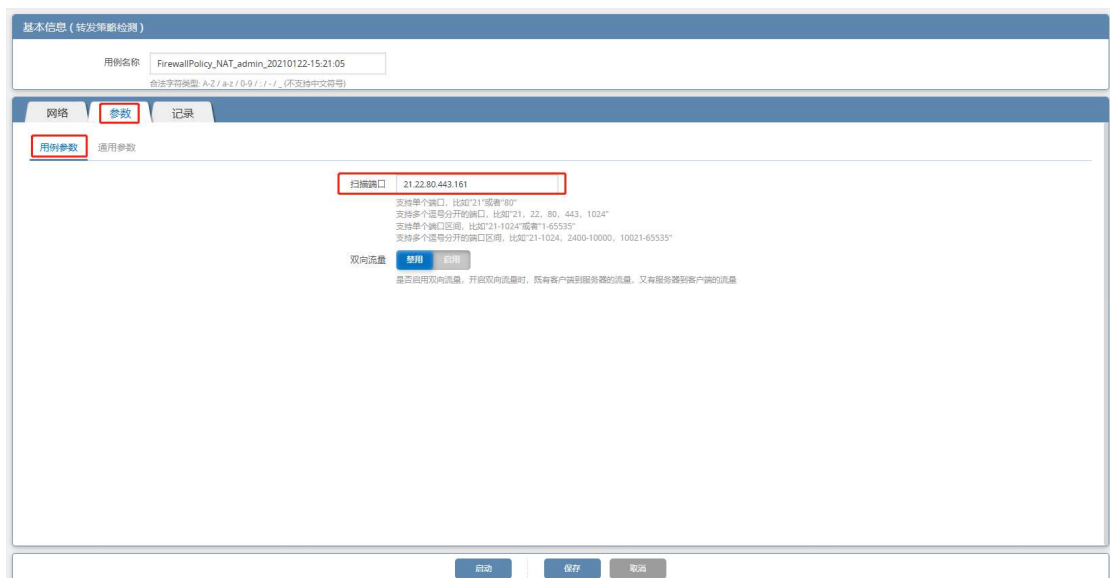 基本信息 ( 转发策略检测 )
用例名称 FirewallPolicy_NAT_admin_20210122-15:21:05
合法字符类型: A-Z / a-z / 0-9 / : / - / _ (不支持中文符号)
网络 参数 记录
用例参数 通用参数
扫描端口 21.22.80.443.161
支持单个端口，比如"21"或者"80"
支持多个逗号分开的端口，比如"21，22，80，443，1024"
支持单个端口区间，比如"21-1024"或者"1-65535"
支持多个逗号分开的端口区间，比如"21-1024，2400-10000，10021-65535"
双向流量 禁用 启用
是否启用双向流量，开启双向流量时，既有客户端到服务器的流量，又有服务器到客户端的流量
启动 保存 取消